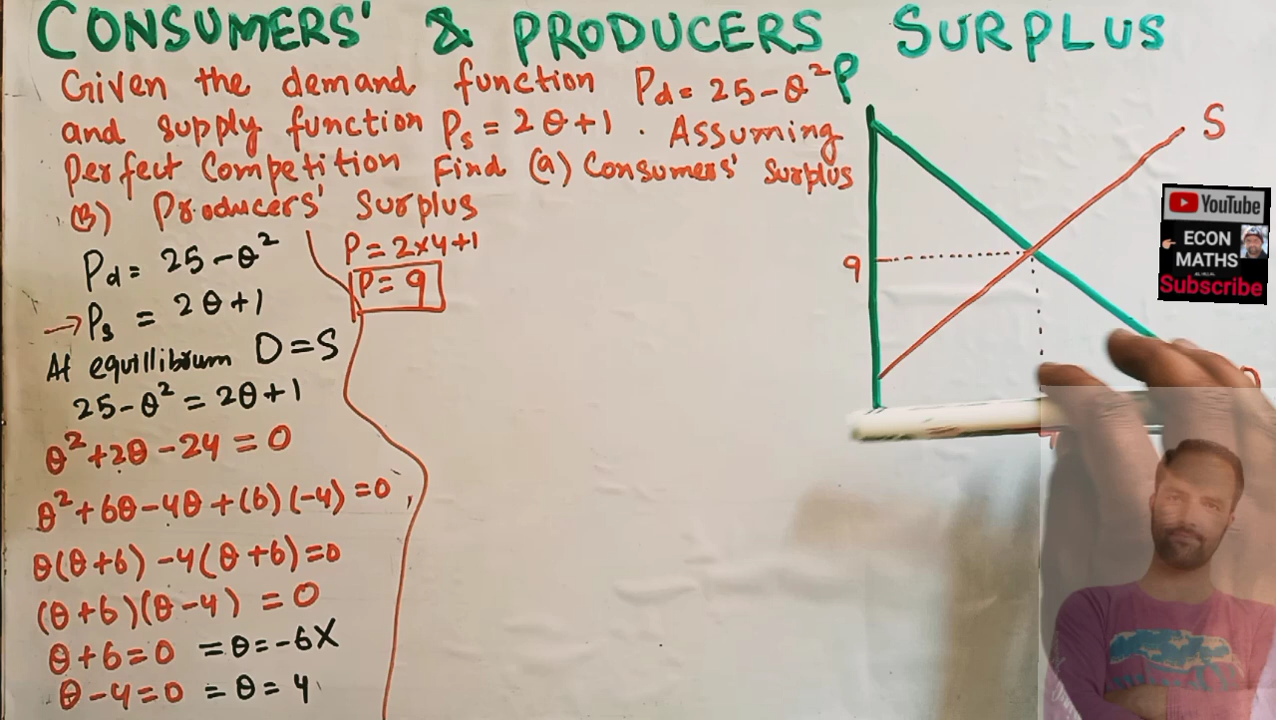 CONSUMERS' & PRODUCERS SURPLUS
Given the demand function Pd = 25-θ²
and supply function Ps = 2θ+1. Assuming
Perfect Competition Find (a) Consumers' Surplus
(B) Producers' Surplus
Pd = 25-θ²
→Ps = 2θ+1
At equillibrium D=S
25-θ² = 2θ+1
θ²+2θ-24=0
θ²+6θ-4θ+(6)(-4)=0,
θ(θ+6)-4(θ+6)=0
(θ+6)(θ-4)=0
θ+6=0 =θ=-6X
θ-4=0 =θ=4
P=2x4+1
P=9
P
S
9
YouTube
ECON
MATHS
Subscribe